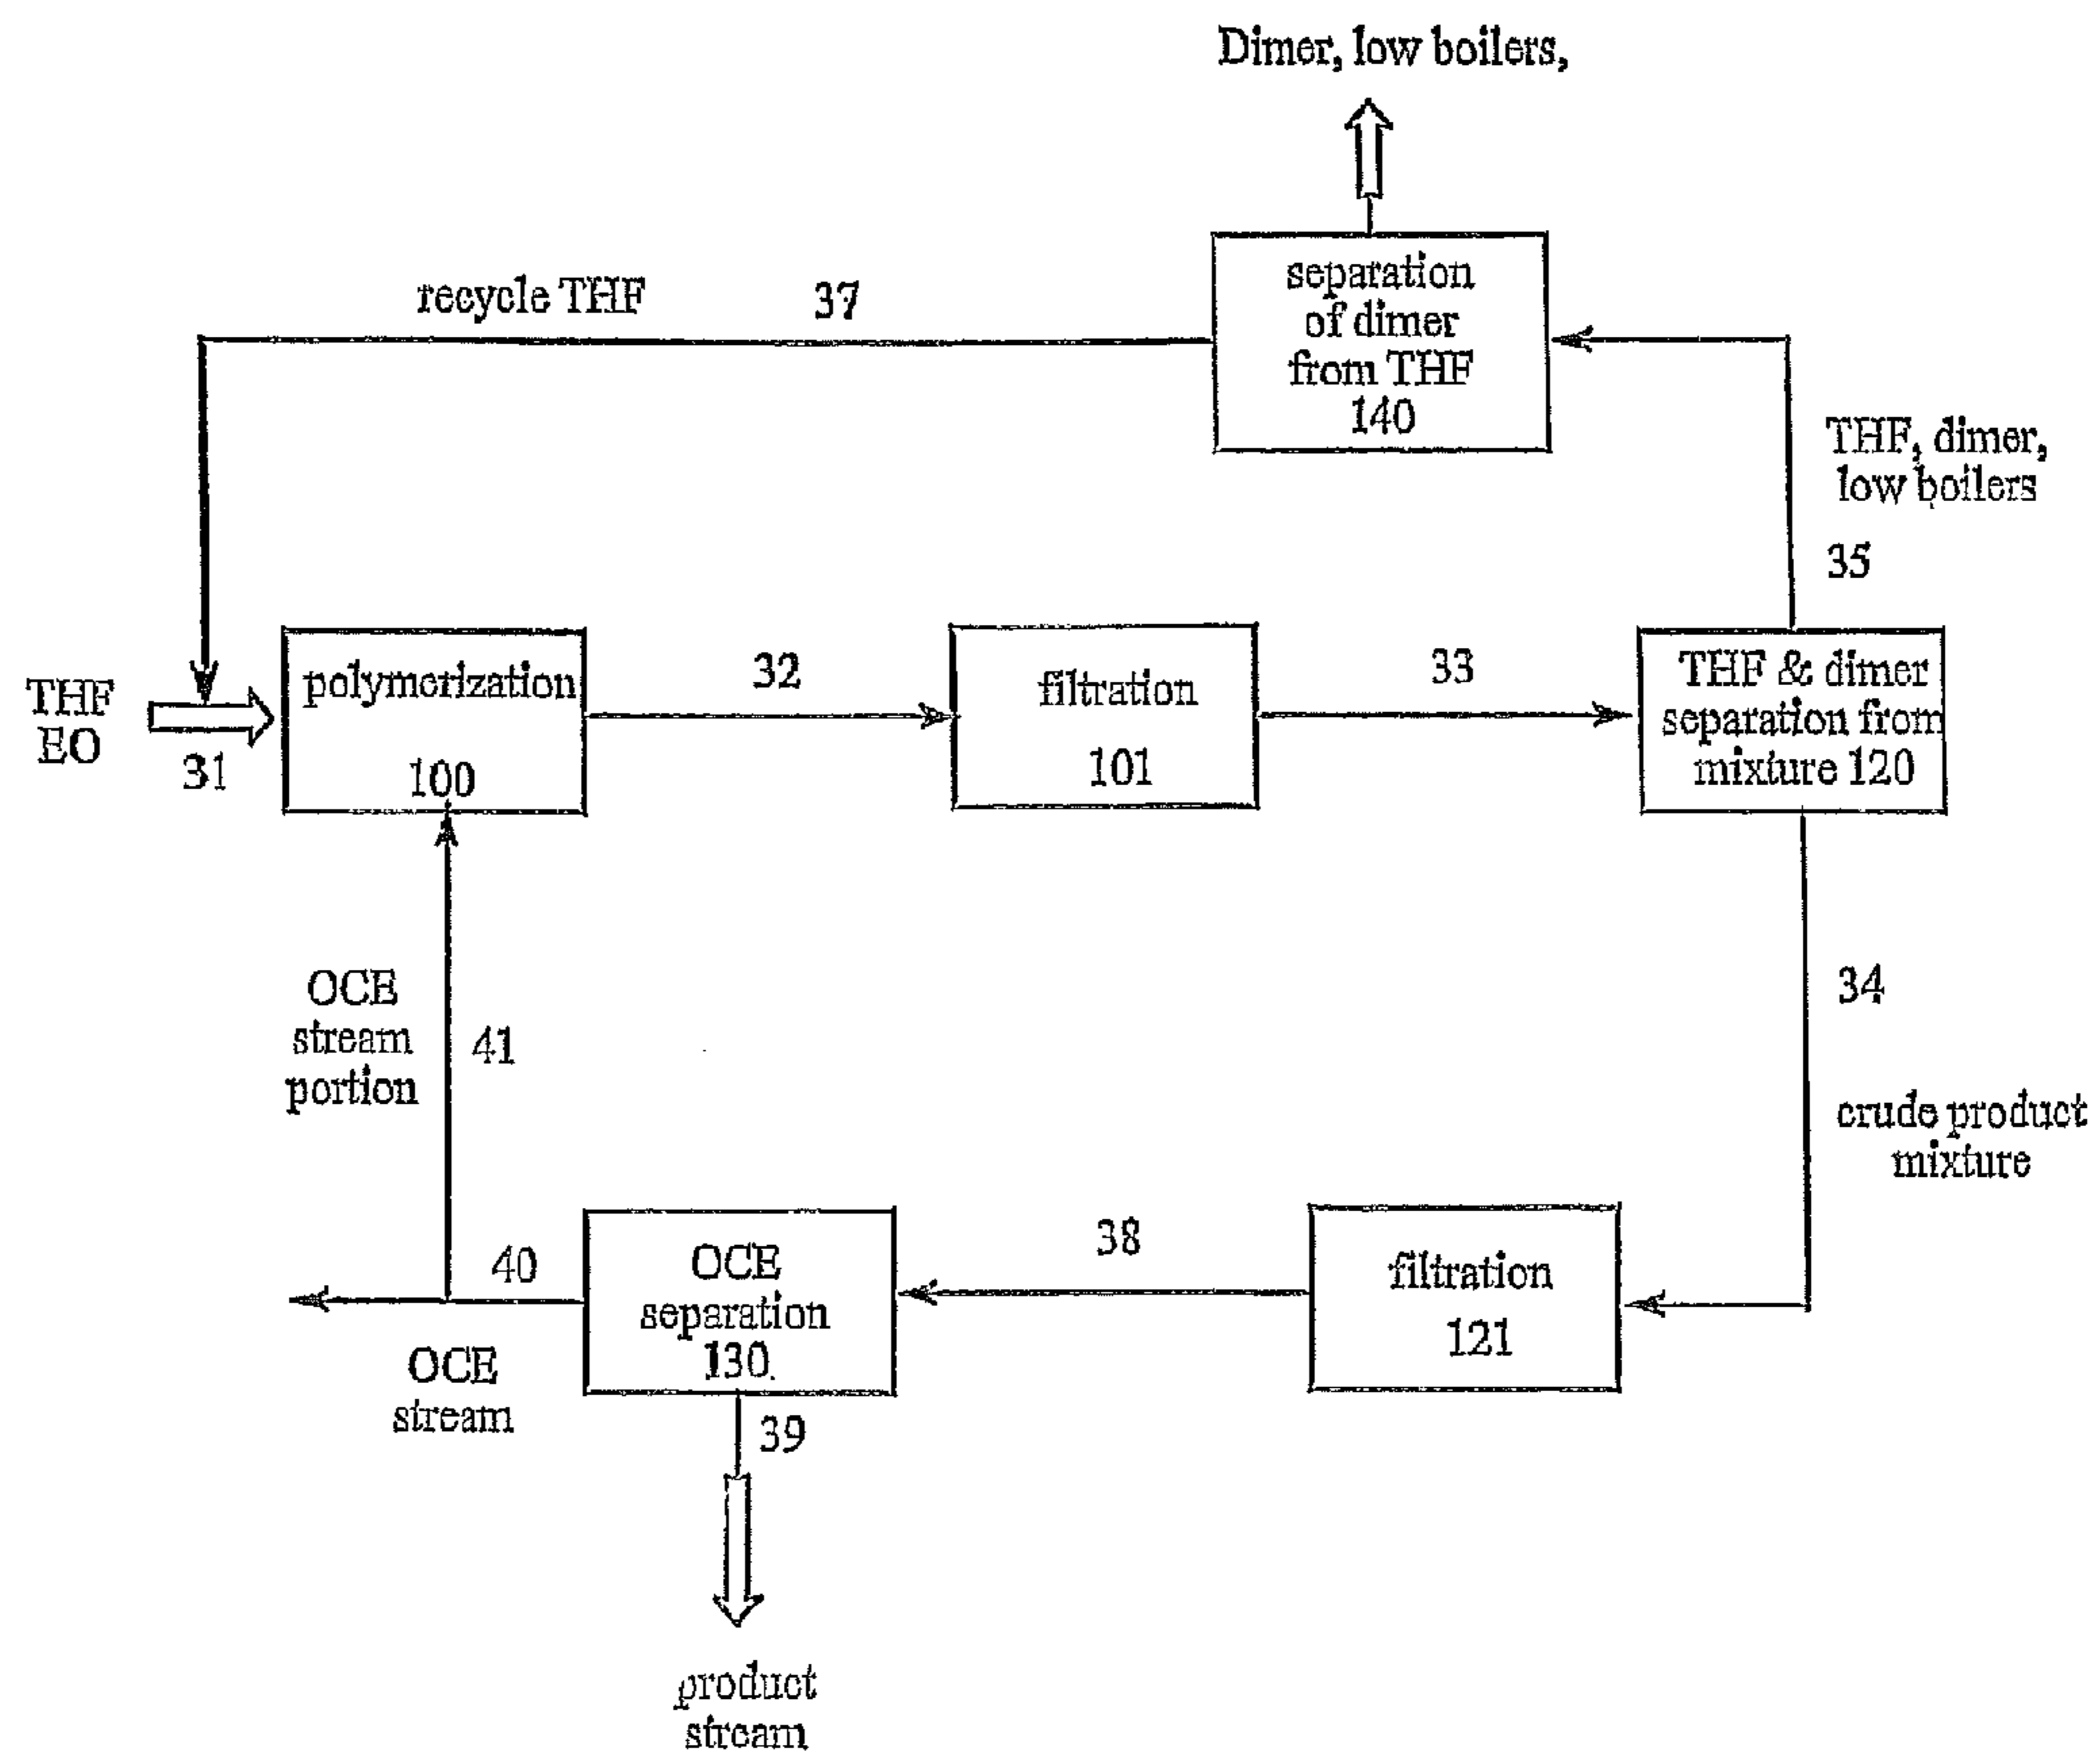 Dimer, low boilers,
recycle THF 37
separation
of dimer
from THF
140
THF, dimer,
low boilers
35
THF
EO
31
polymerization
100
32
filtration
101
33
THF & dimer
separation from
mixture 120
OCE
stream
portion
41
34
crude product
mixture
40
OCE
stream
OCE
separation
130
38
filtration
121
39
product
stream